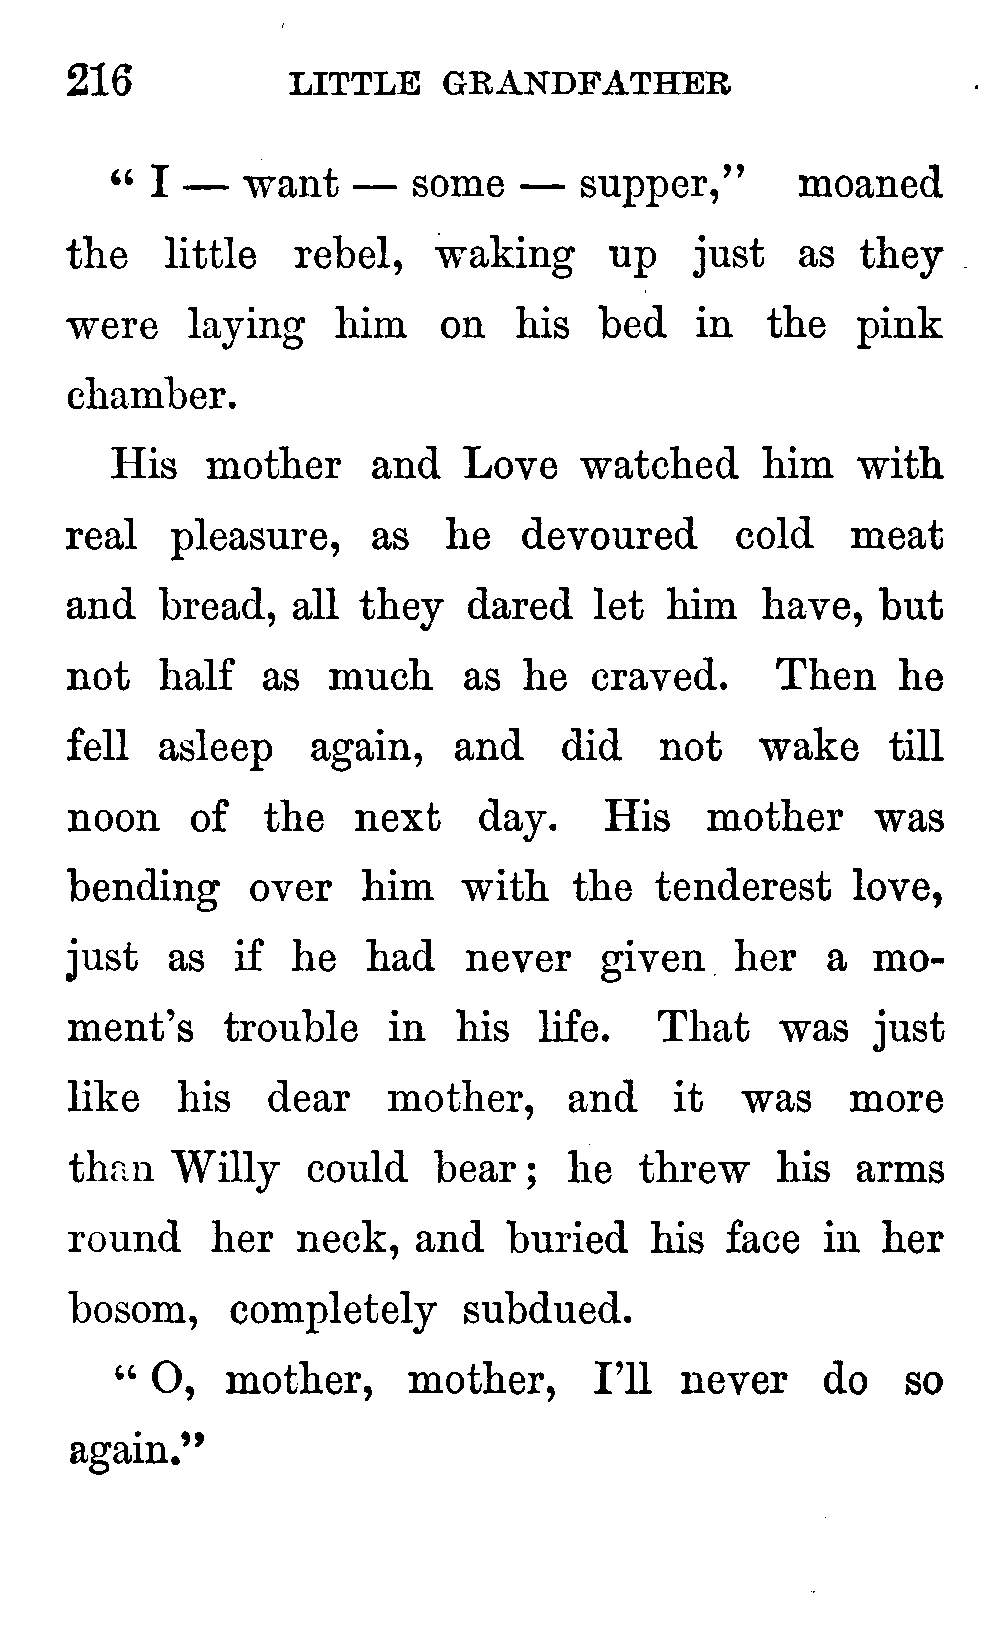 216 LITTLE GRANDFATHER
“ I — want — some — supper,” moaned
the little rebel, waking up just as they
were laying him on his bed in the pink
chamber.
His mother and Love watched him with
real pleasure, as he devoured cold meat
and bread, all they dared let him have, but
not half as much as he craved. Then he
fell asleep again, and did not wake till
noon of the next day. His mother was
bending over him with the tenderest love,
just as if he had never given her a mo-
ment’s trouble in his life. That was just
like his dear mother, and it was more
than Willy could bear; he threw his arms
round her neck, and buried his face in her
bosom, completely subdued.
“ O, mother, mother, I’ll never do so
again.”